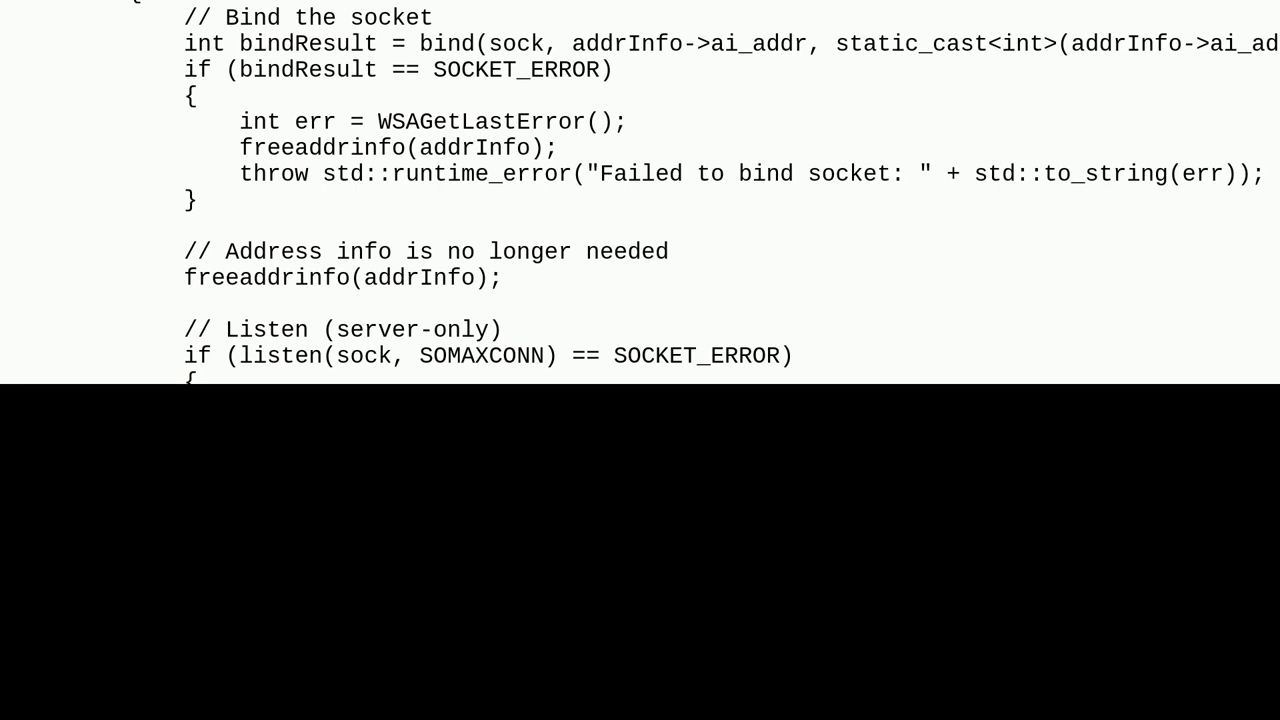 {
// Bind the socket
int bindResult = bind(sock, addrInfo->ai_addr, static_cast<int>(addrInfo->ai_ad
if (bindResult == SOCKET_ERROR)
{
int err = WSAGetLastError();
freeaddrinfo(addrInfo);
throw std::runtime_error("Failed to bind socket: " + std::to_string(err));
}
// Address info is no longer needed
freeaddrinfo(addrInfo);
// Listen (server-only)
if (listen(sock, SOMAXCONN) == SOCKET_ERROR)
{